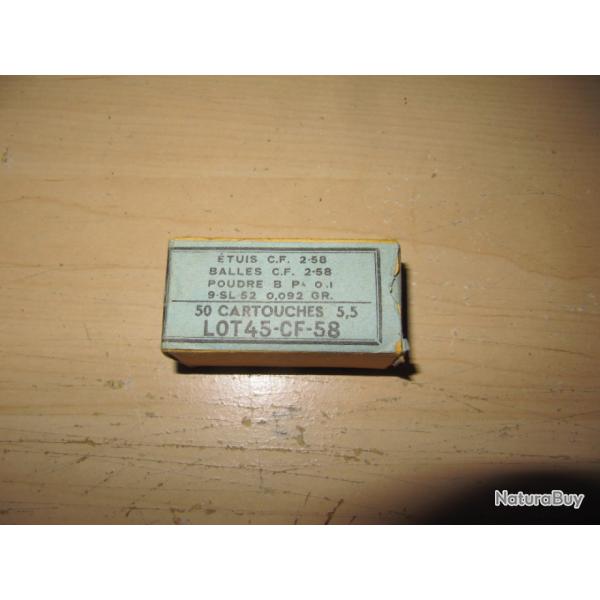 ÉTUIS C.F. 2-58
BALLES C.F. 2-58
POUDRE B Pᴬ 0.1
9-SL-52 0,092 GR.
50 CARTOUCHES 5,5
LOT45-CF-58
NaturaBuy